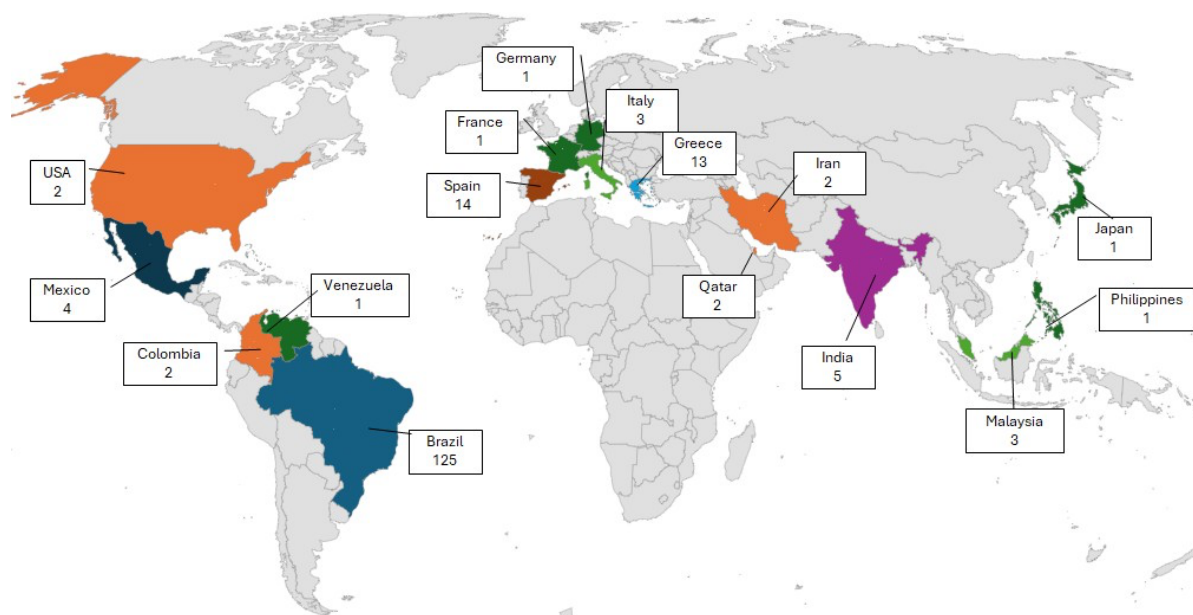 Germany
1
Italy
3
France
1
Greece
13
USA
2
Spain
14
Iran
2
Japan
1
Mexico
4
Venezuela
1
Qatar
2
Philippines
1
Colombia
2
India
5
Brazil
125
Malaysia
3